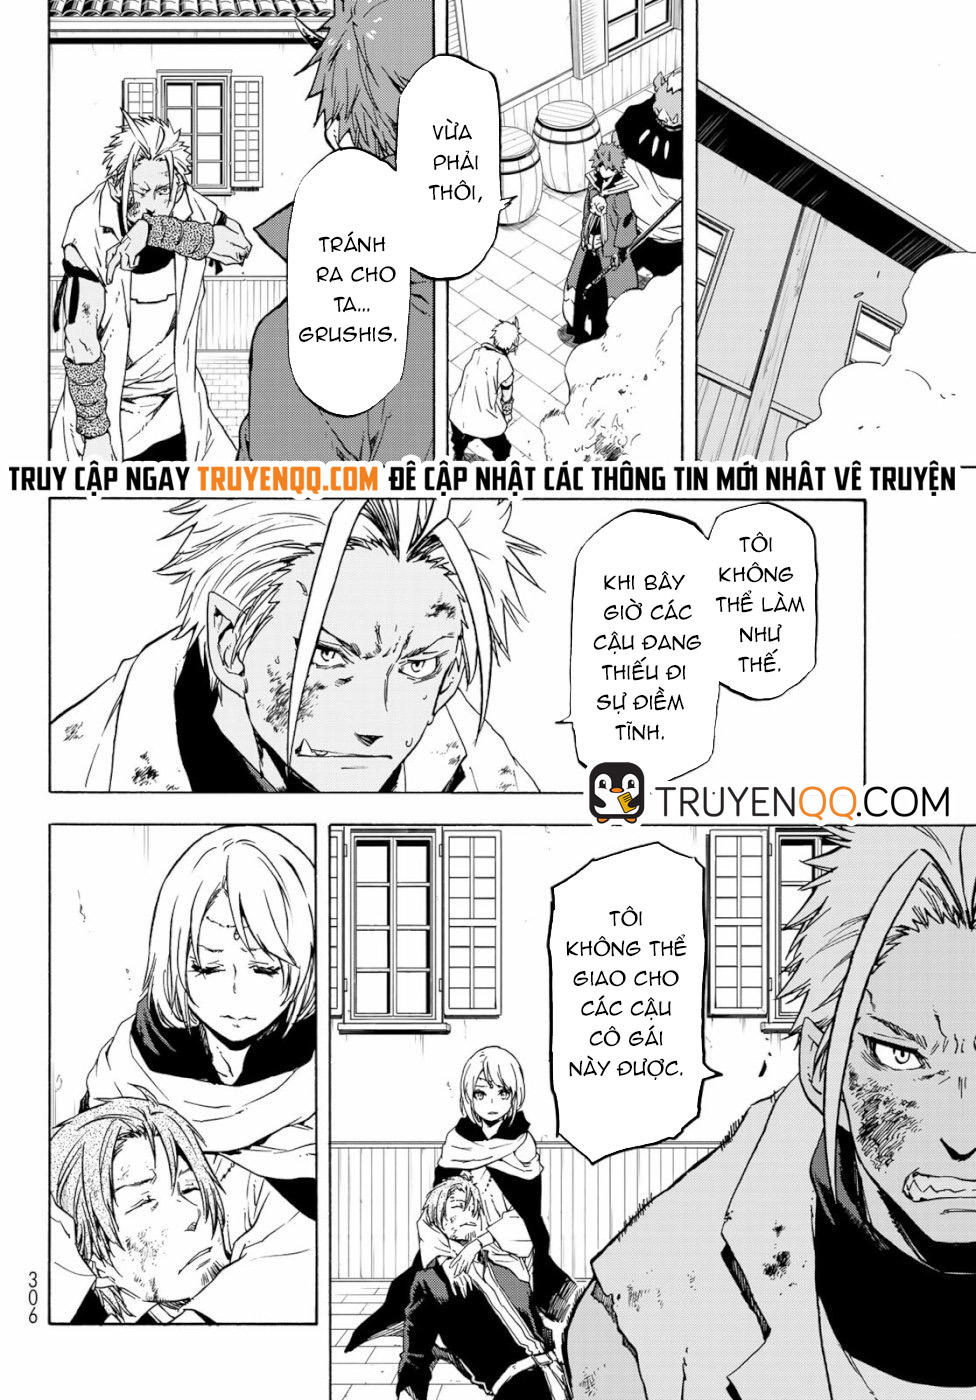 VỪA
PHẢI
THÔI,
TRÁNH
RA CHO
TA...
GRUSHIS.
TRUY CẬP NGAY TRUYENQQ.COM ĐỂ CẬP NHẬT CÁC THÔNG TIN MỚI NHẤT VỀ TRUYỆN
TÔI
KHÔNG
THỂ LÀM
NHƯ
THẾ.
KHI BÂY
GIỜ CÁC
CẬU ĐANG
THIẾU ĐI
SỰ ĐIỀM
TĨNH.
TRUYENQQ.COM
TÔI
KHÔNG THỂ
GIAO CHO
CÁC CẬU
CÔ GÁI
NÀY ĐƯỢC.
306